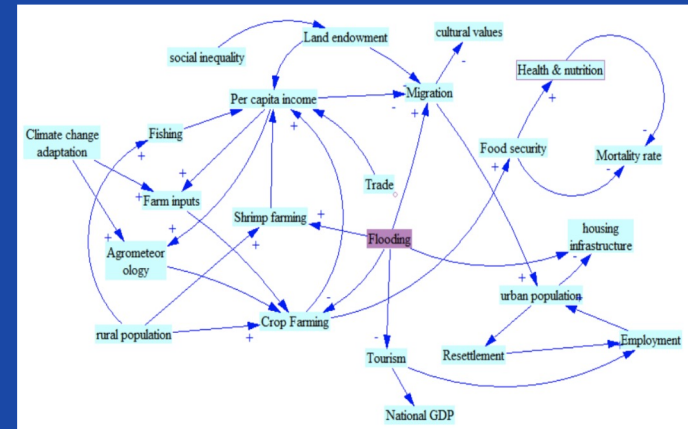 cultural values
Land endowment
social inequality
Health & nutrition
Per capita income
Migration
Climate change
adaptation
Fishing
Food security
Mortality rate
Trade
Farm inputs
Shrimp farming
Flooding
housing
infrastructure
Agrometeor
ology
urban population
Crop Farming
rural population
Employment
Tourism
Resettlement
National GDP